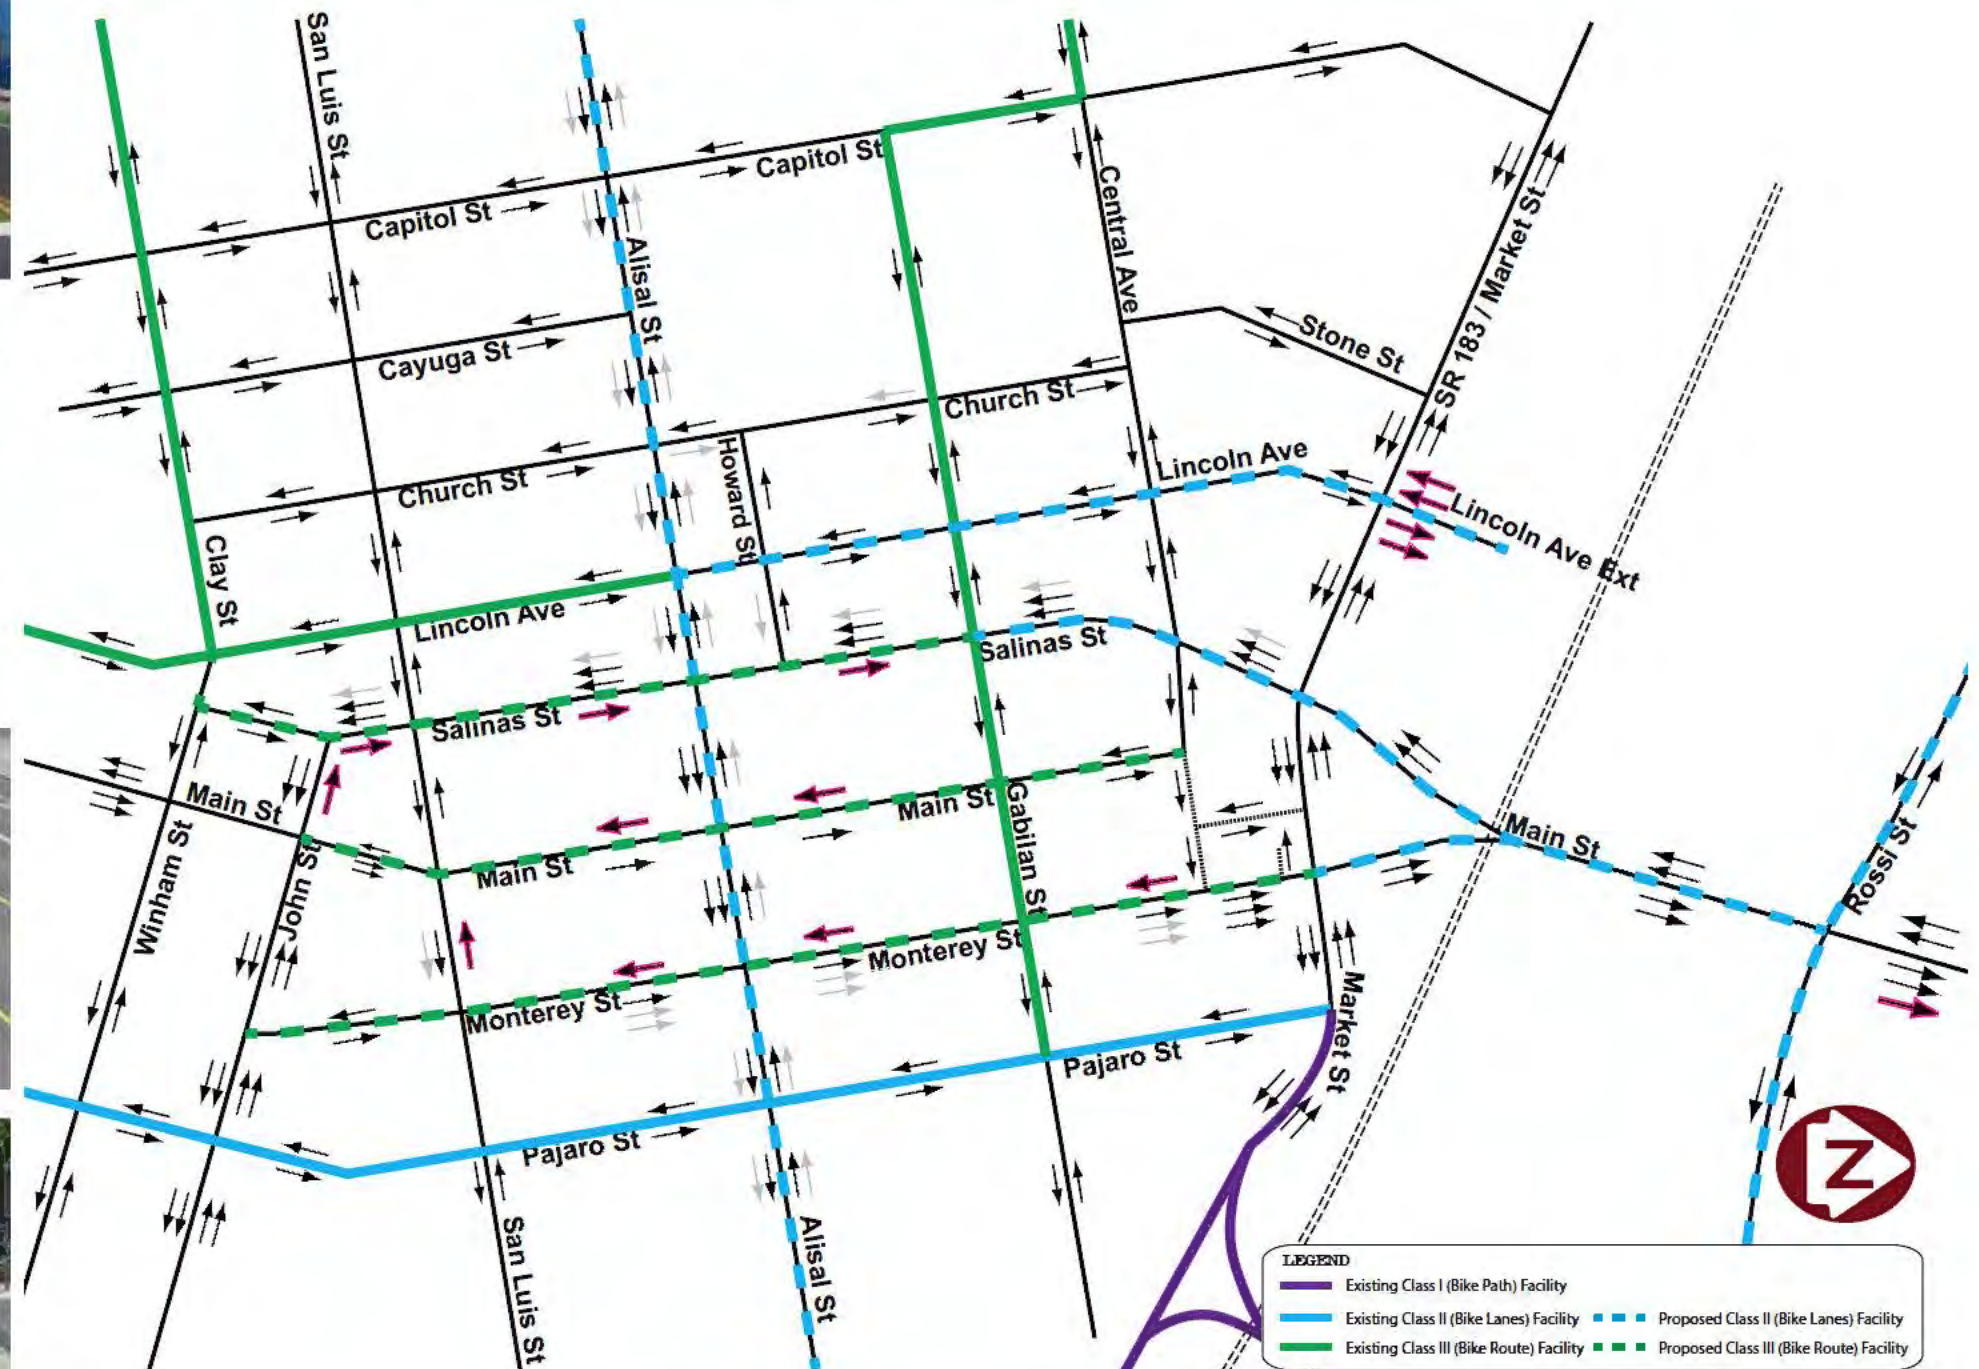 San Luis St
Capitol St
Capitol St
Alisal St
Central Ave
SR 183 / Market St
Cayuga St
Stone St
Church St
Church St
Howard St
Lincoln Ave
Lincoln Ave Ext
Clay St
Lincoln Ave
Salinas St
Salinas St
Main St
Main St
Main St
Main St
Gabilan St
Winham St
John St
Rossi St
Monterey St
Monterey St
Market St
Pajaro St
Pajaro St
San Luis St
Alisal St
Z
LEGEND
Existing Class I (Bike Path) Facility
Existing Class II (Bike Lanes) Facility
Proposed Class II (Bike Lanes) Facility
Existing Class III (Bike Route) Facility
Proposed Class III (Bike Route) Facility